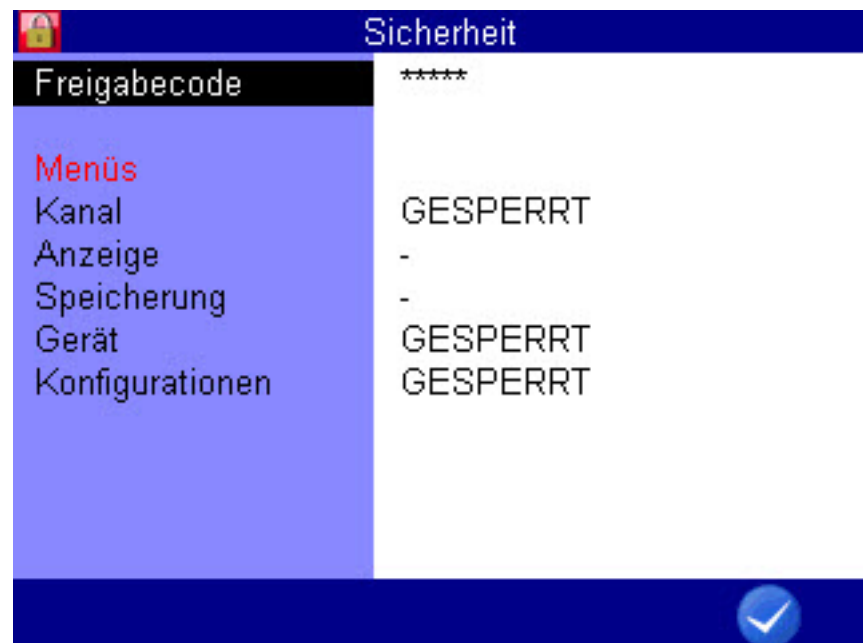 Sicherheit
Freigabecode *****
Menüs
Kanal GESPERRT
Anzeige -
Speicherung -
Gerät GESPERRT
Konfigurationen GESPERRT